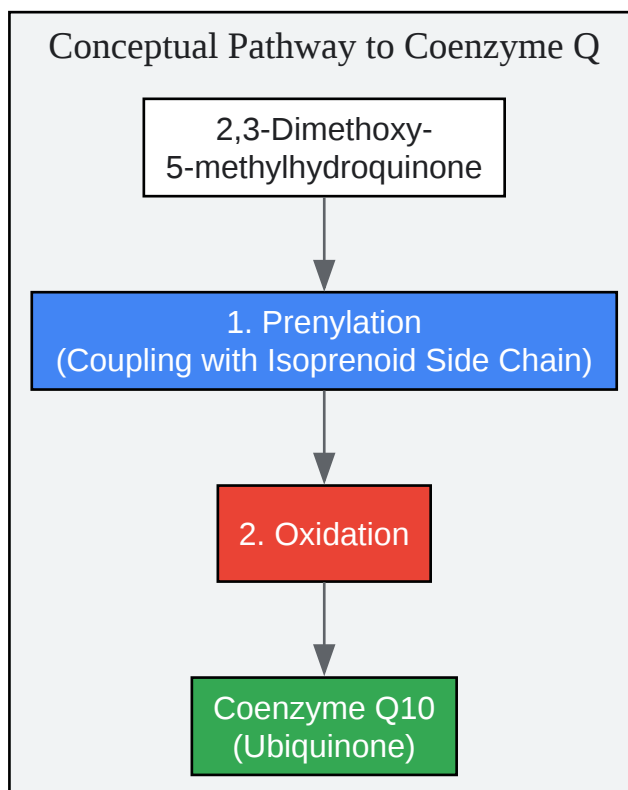 Conceptual Pathway to Coenzyme Q
2,3-Dimethoxy-
5-methylhydroquinone
1. Prenylation
(Coupling with Isoprenoid Side Chain)
2. Oxidation
Coenzyme Q10
(Ubiquinone)